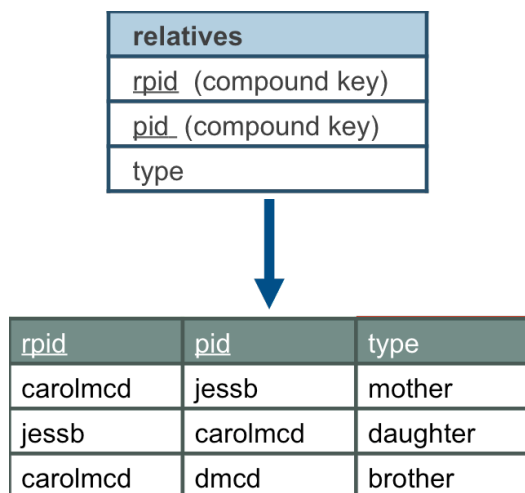 relatives
rpid (compound key)
pid (compound key)
type
rpid pid type
carolmcd jessb mother
jessb carolmcd daughter
carolmcd dmcd brother